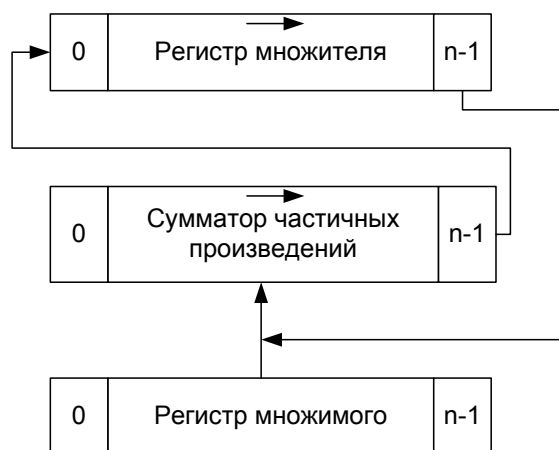 0 Регистр множителя n-1
0 Сумматор частичных n-1
произведений
0 Регистр множимого n-1